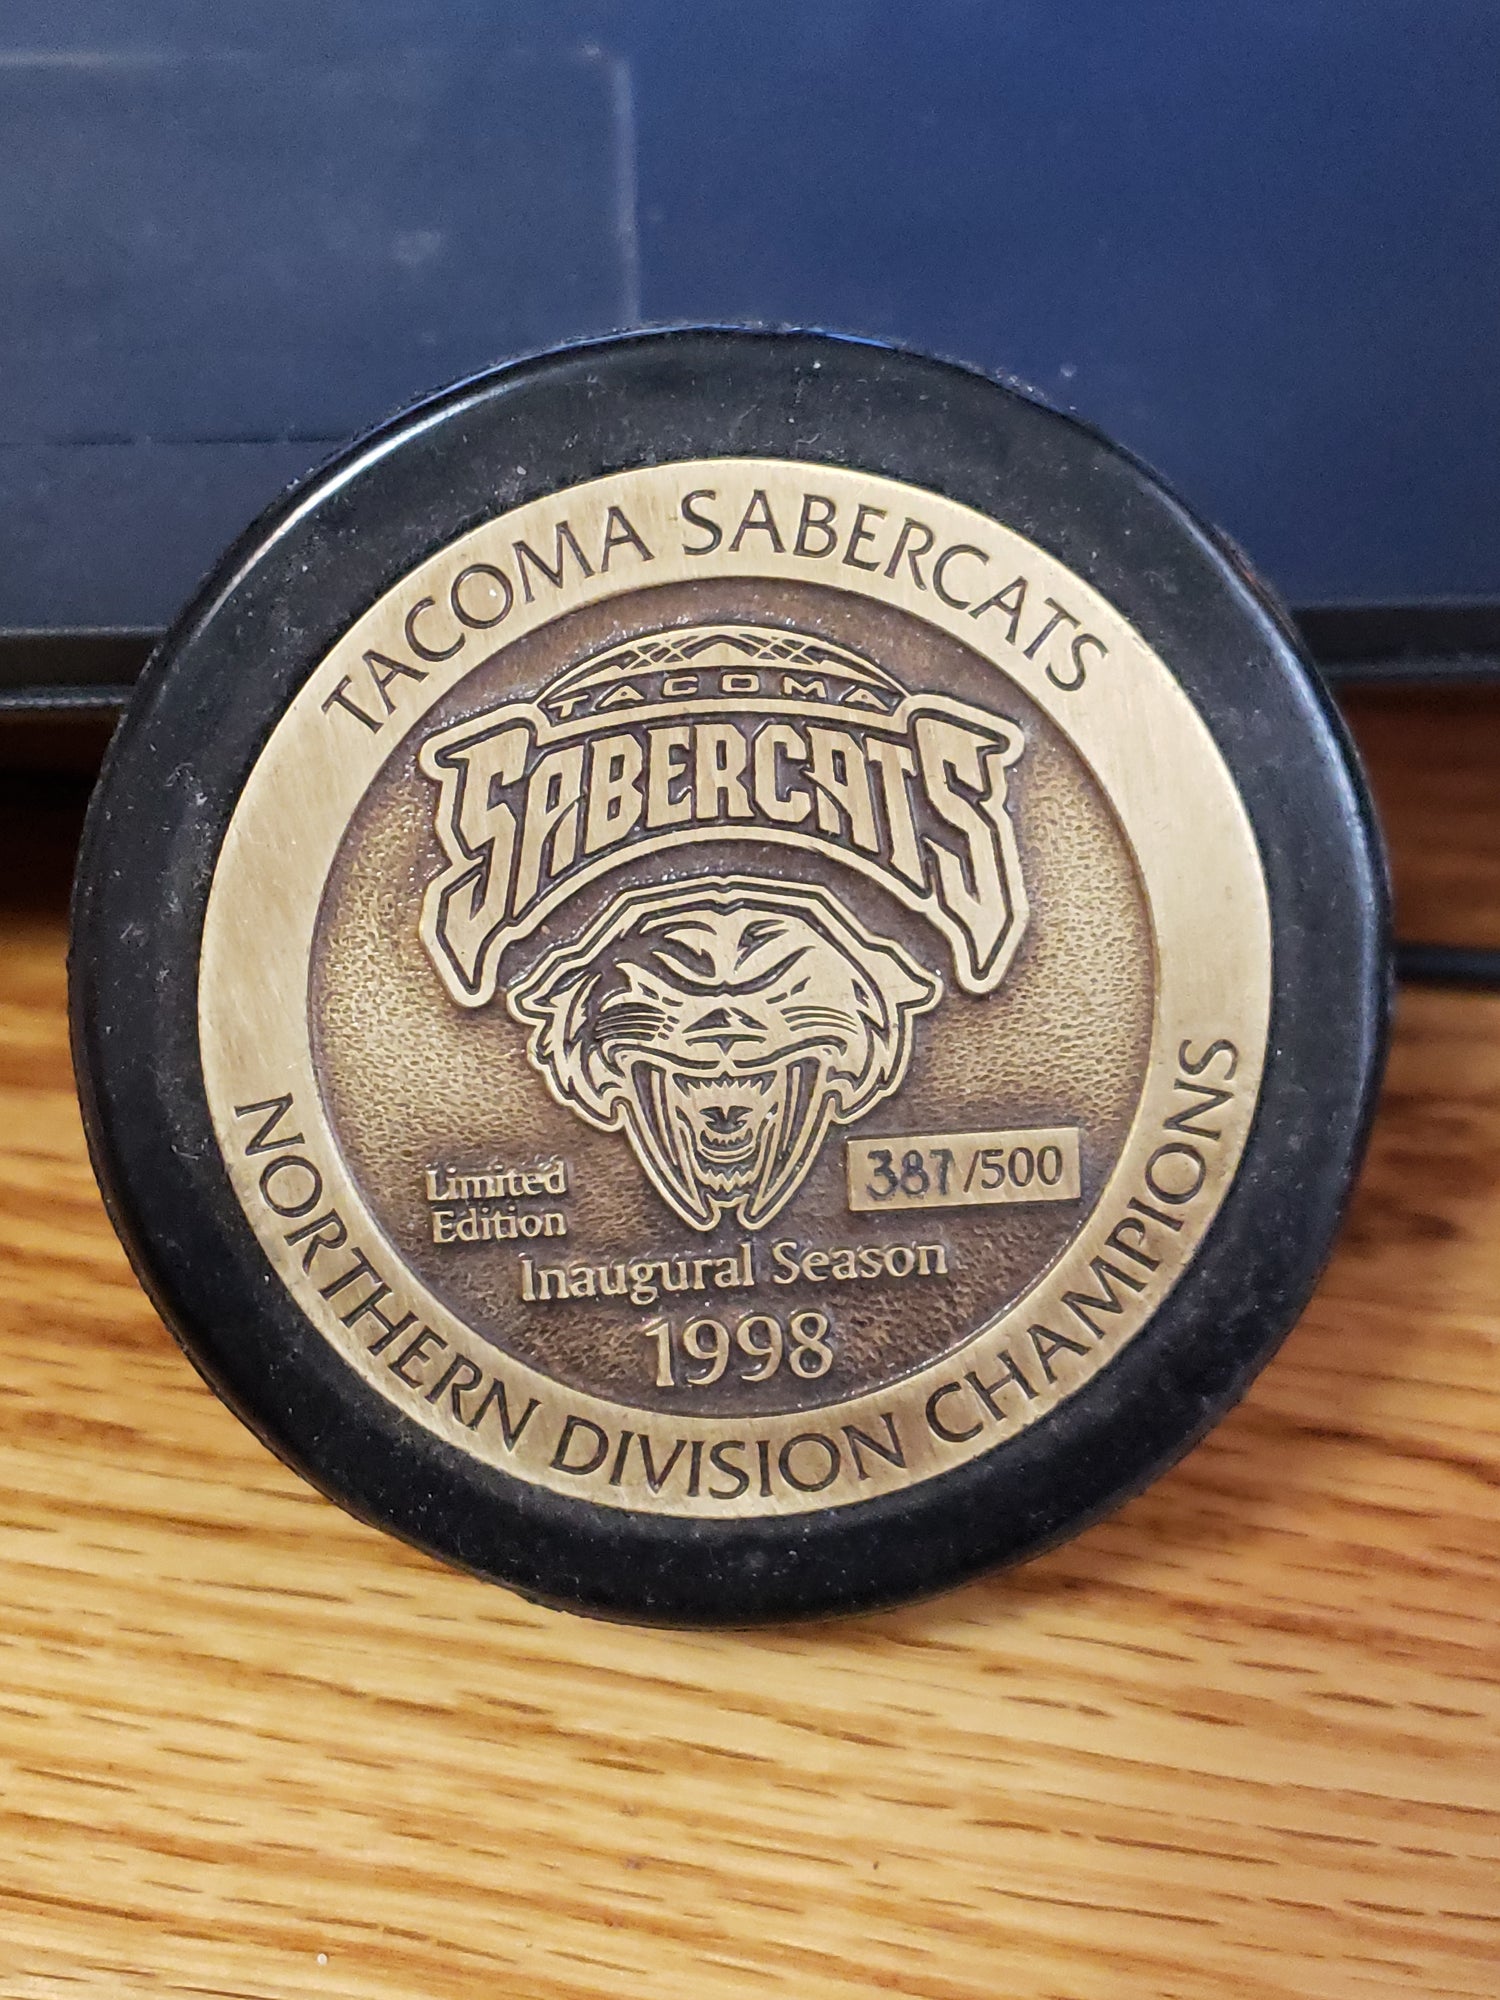 TACOMA SABERCATS
TACOMA
SABERCATS
Limited
Edition
387/500
Inaugural Season
1998
NORTHERN DIVISION CHAMPIONS